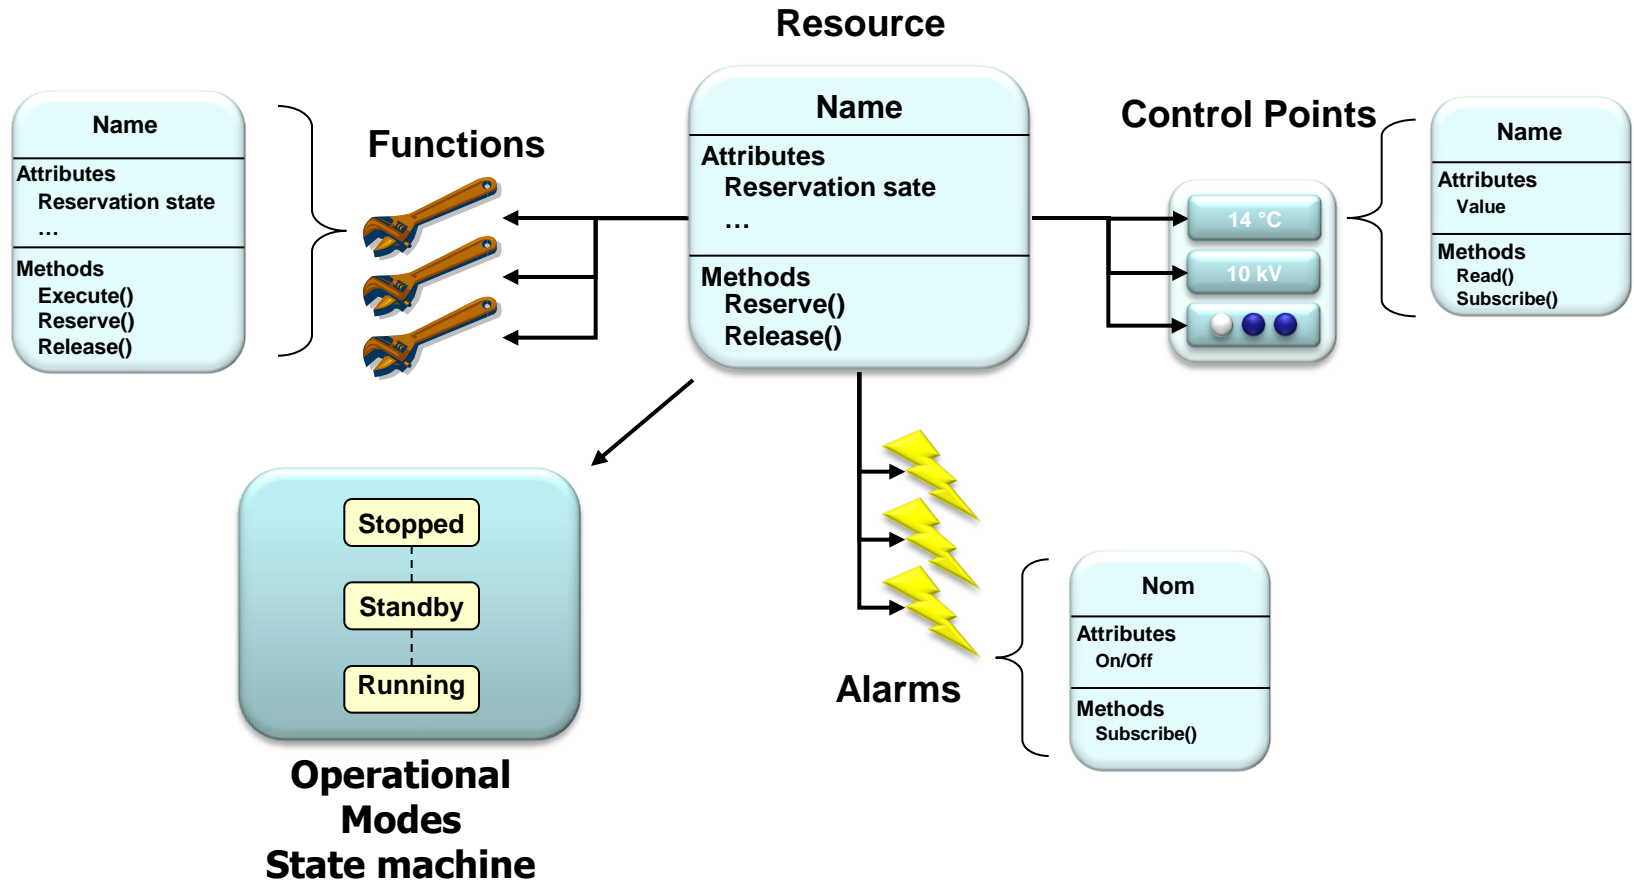 Resource
Name
Attributes
Reservation sate
…
Methods
Reserve()
Release()
Name
Attributes
Reservation state
…
Methods
Execute()
Reserve()
Release()
Functions
Control Points
14 °C
10 kV
Name
Attributes
Value
Methods
Read()
Subscribe()
Stopped
Standby
Running
Operational
Modes
State machine
Alarms
Nom
Attributes
On/Off
Methods
Subscribe()